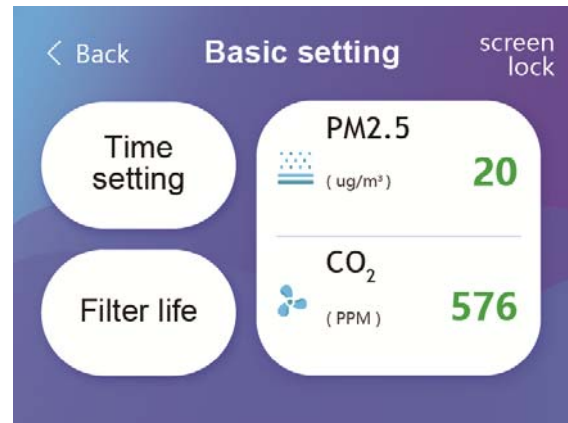 < Back
Basic setting
screen
lock
Time
setting
Filter life
PM2.5
( ug/m³ )
20
CO₂
( PPM )
576